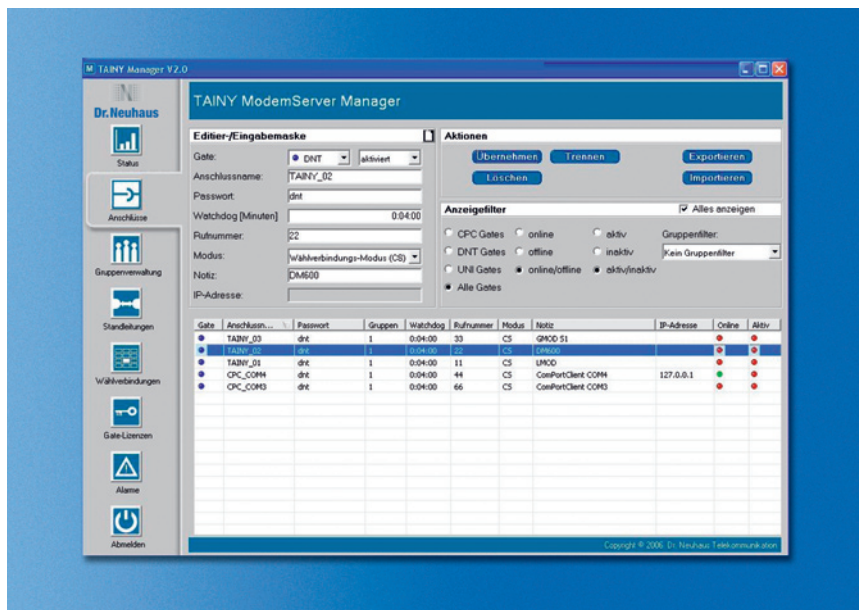 M TAINY Manager V2.0
Dr.Neuhaus
TAINY ModemServer Manager
Status
Anschlüsse
Gruppenverwaltung
Standleitungen
Wählverbindungen
Gate-Lizenzen
Alarme
Abmelden
Editier-/Eingabemaske
Gate: DNT aktiviert
Anschlussname: TAINY_02
Passwort: dnt
Watchdog [Minuten] 0:04:00
Rufnummer: 22
Modus: Wählverbindungs-Modus (CS)
Notiz: DM600
IP-Adresse:
Aktionen
Übernehmen Trennen Exportieren
Löschen Importieren
Anzeigefilter Alles anzeigen
CPC Gates online aktiv Gruppenfilter:
DNT Gates offline inaktiv Kein Gruppenfilter
UNI Gates online/offline aktiv/inaktiv
Alle Gates
Gate Anschlussn... Passwort Gruppen Watchdog Rufnummer Modus Notiz IP-Adresse Online Aktiv
TAINY_03 dnt 1 0:04:00 33 CS GMOD S1
TAINY_02 dnt 1 0:04:00 22 CS DM600
TAINY_01 dnt 1 0:04:00 11 CS LMOD
CPC_COM4 dnt 1 0:04:00 44 CS ComPortClient COM4 127.0.0.1
CPC_COM3 dnt 1 0:04:00 66 CS ComPortClient COM3
Copyright © 2006 Dr. Neuhaus Telekommunikation